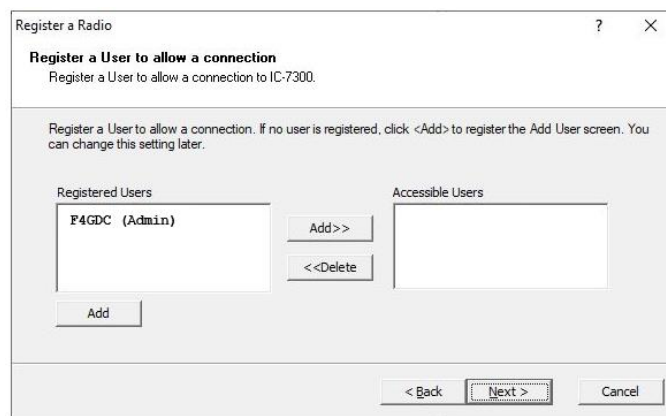 Register a Radio ? X
Register a User to allow a connection
Register a User to allow a connection to IC-7300.
Register a User to allow a connection. If no user is registered, click <Add> to register the Add User screen. You
can change this setting later.
Registered Users
Accessible Users
F4GDC (Admin)
Add>>
<<Delete
Add
< Back
Next >
Cancel